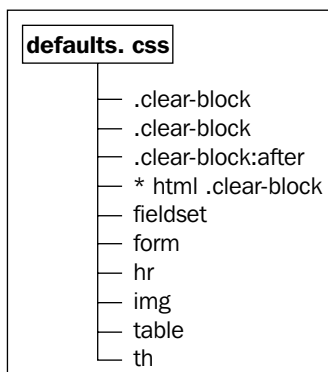 defaults. css
.clear-block
.clear-block
.clear-block:after
* html .clear-block
fieldset
form
hr
img
table
th